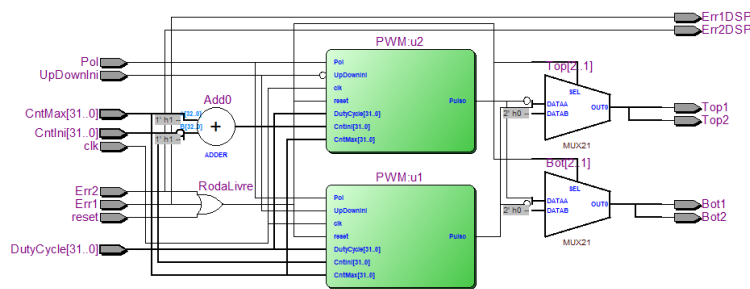 Err1DSP
Err2DSP
PWM:u2
Pol
UpDownIni
Pol
UpDownIni
clk
reset
DutyCycle[31..0]
CntIni[31..0]
CntMax[31..0]
Pulso
Top[2..1]
SEL
DATAA
DATAB
OUT0
MUX21
2' h0 --
Top1
Top2
CntMax[31..0]
CntIni[31..0]
clk
Add0
1' h1 --
1' h1 --
ADDER
Err2
Err1
reset
RodaLivre
DutyCycle[31..0]
PWM:u1
Pol
UpDownIni
clk
reset
DutyCycle[31..0]
CntIni[31..0]
CntMax[31..0]
Pulso
Bot[2..1]
SEL
DATAA
DATAB
OUT0
MUX21
2' h0 --
Bot1
Bot2